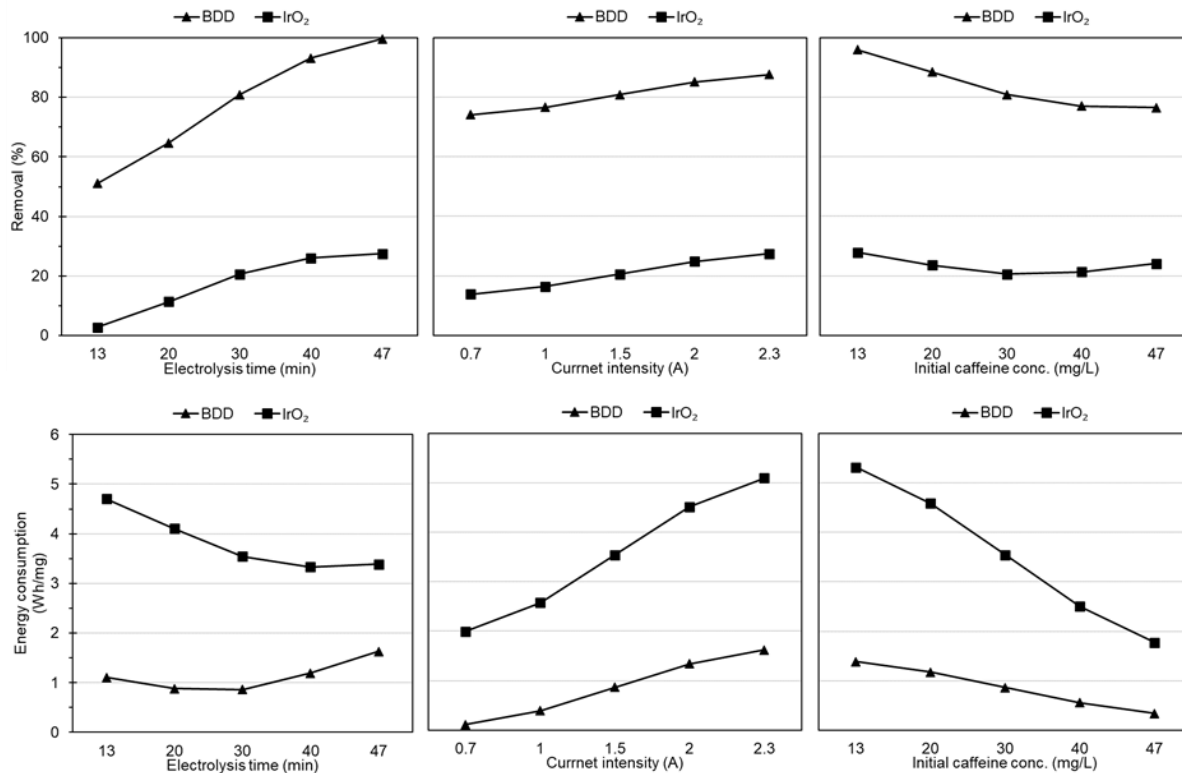 BDD IrO₂
BDD IrO₂
BDD IrO₂
Removal (%)
100
80
60
40
20
0
13 20 30 40 47
Electrolysis time (min)
0.7 1 1.5 2 2.3
Currnet intensity (A)
13 20 30 40 47
Initial caffeine conc. (mg/L)
BDD IrO₂
BDD IrO₂
BDD IrO₂
Energy consumption
(Wh/mg)
6
5
4
3
2
1
0
13 20 30 40 47
Electrolysis time (min)
0.7 1 1.5 2 2.3
Currnet intensity (A)
13 20 30 40 47
Initial caffeine conc. (mg/L)